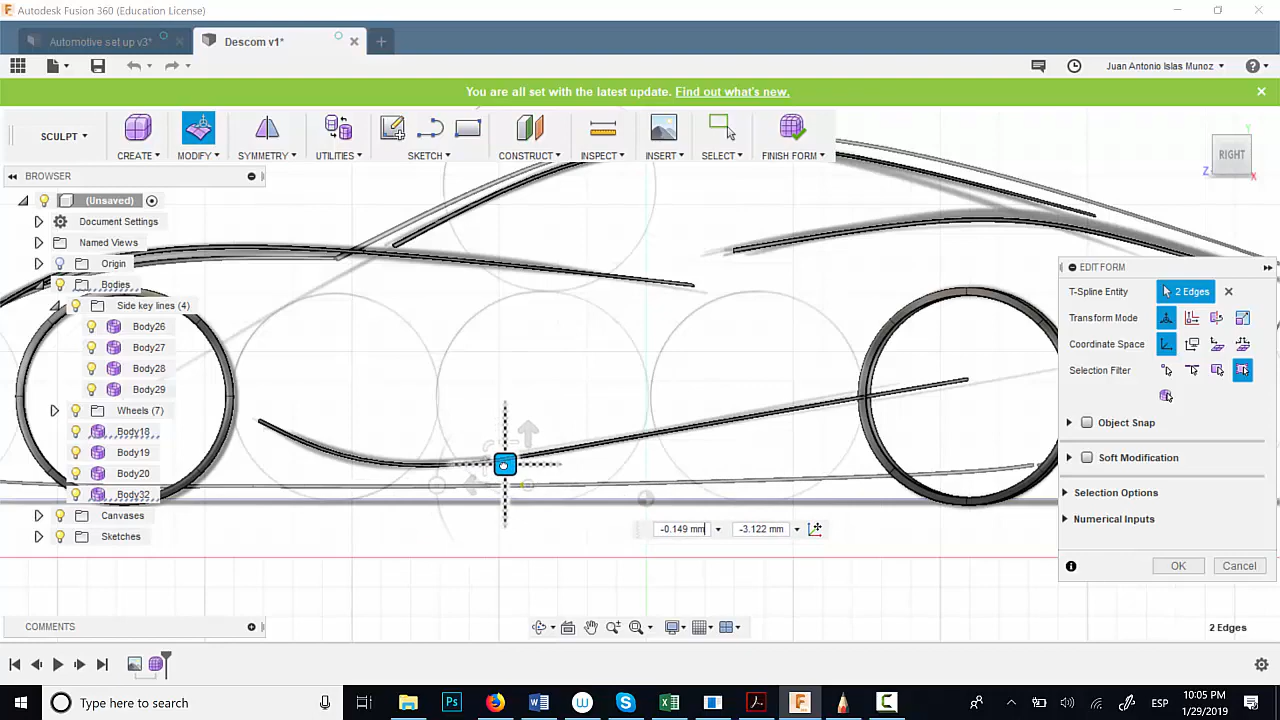 Autodesk Fusion 360 (Education License)
Automotive set up v3*
Descom v1*
Juan Antonio Islas Munoz
You are all set with the latest update. Find out what's new.
SCULPT
CREATE
MODIFY
SYMMETRY
UTILITIES
SKETCH
CONSTRUCT
INSPECT
INSERT
SELECT
FINISH FORM
RIGHT
Y
Z
X
BROWSER
(Unsaved)
Document Settings
Named Views
Origin
Bodies
Side key lines (4)
Body26
Body27
Body28
Body29
Wheels (7)
Body18
Body19
Body20
Body32
Canvases
Sketches
EDIT FORM
T-Spline Entity
2 Edges
Transform Mode
Coordinate Space
Selection Filter
Object Snap
Soft Modification
Selection Options
Numerical Inputs
OK
Cancel
-0.149 mm
-3.122 mm
COMMENTS
2 Edges
Type here to search
ESP
10:05 PM
1/29/2019